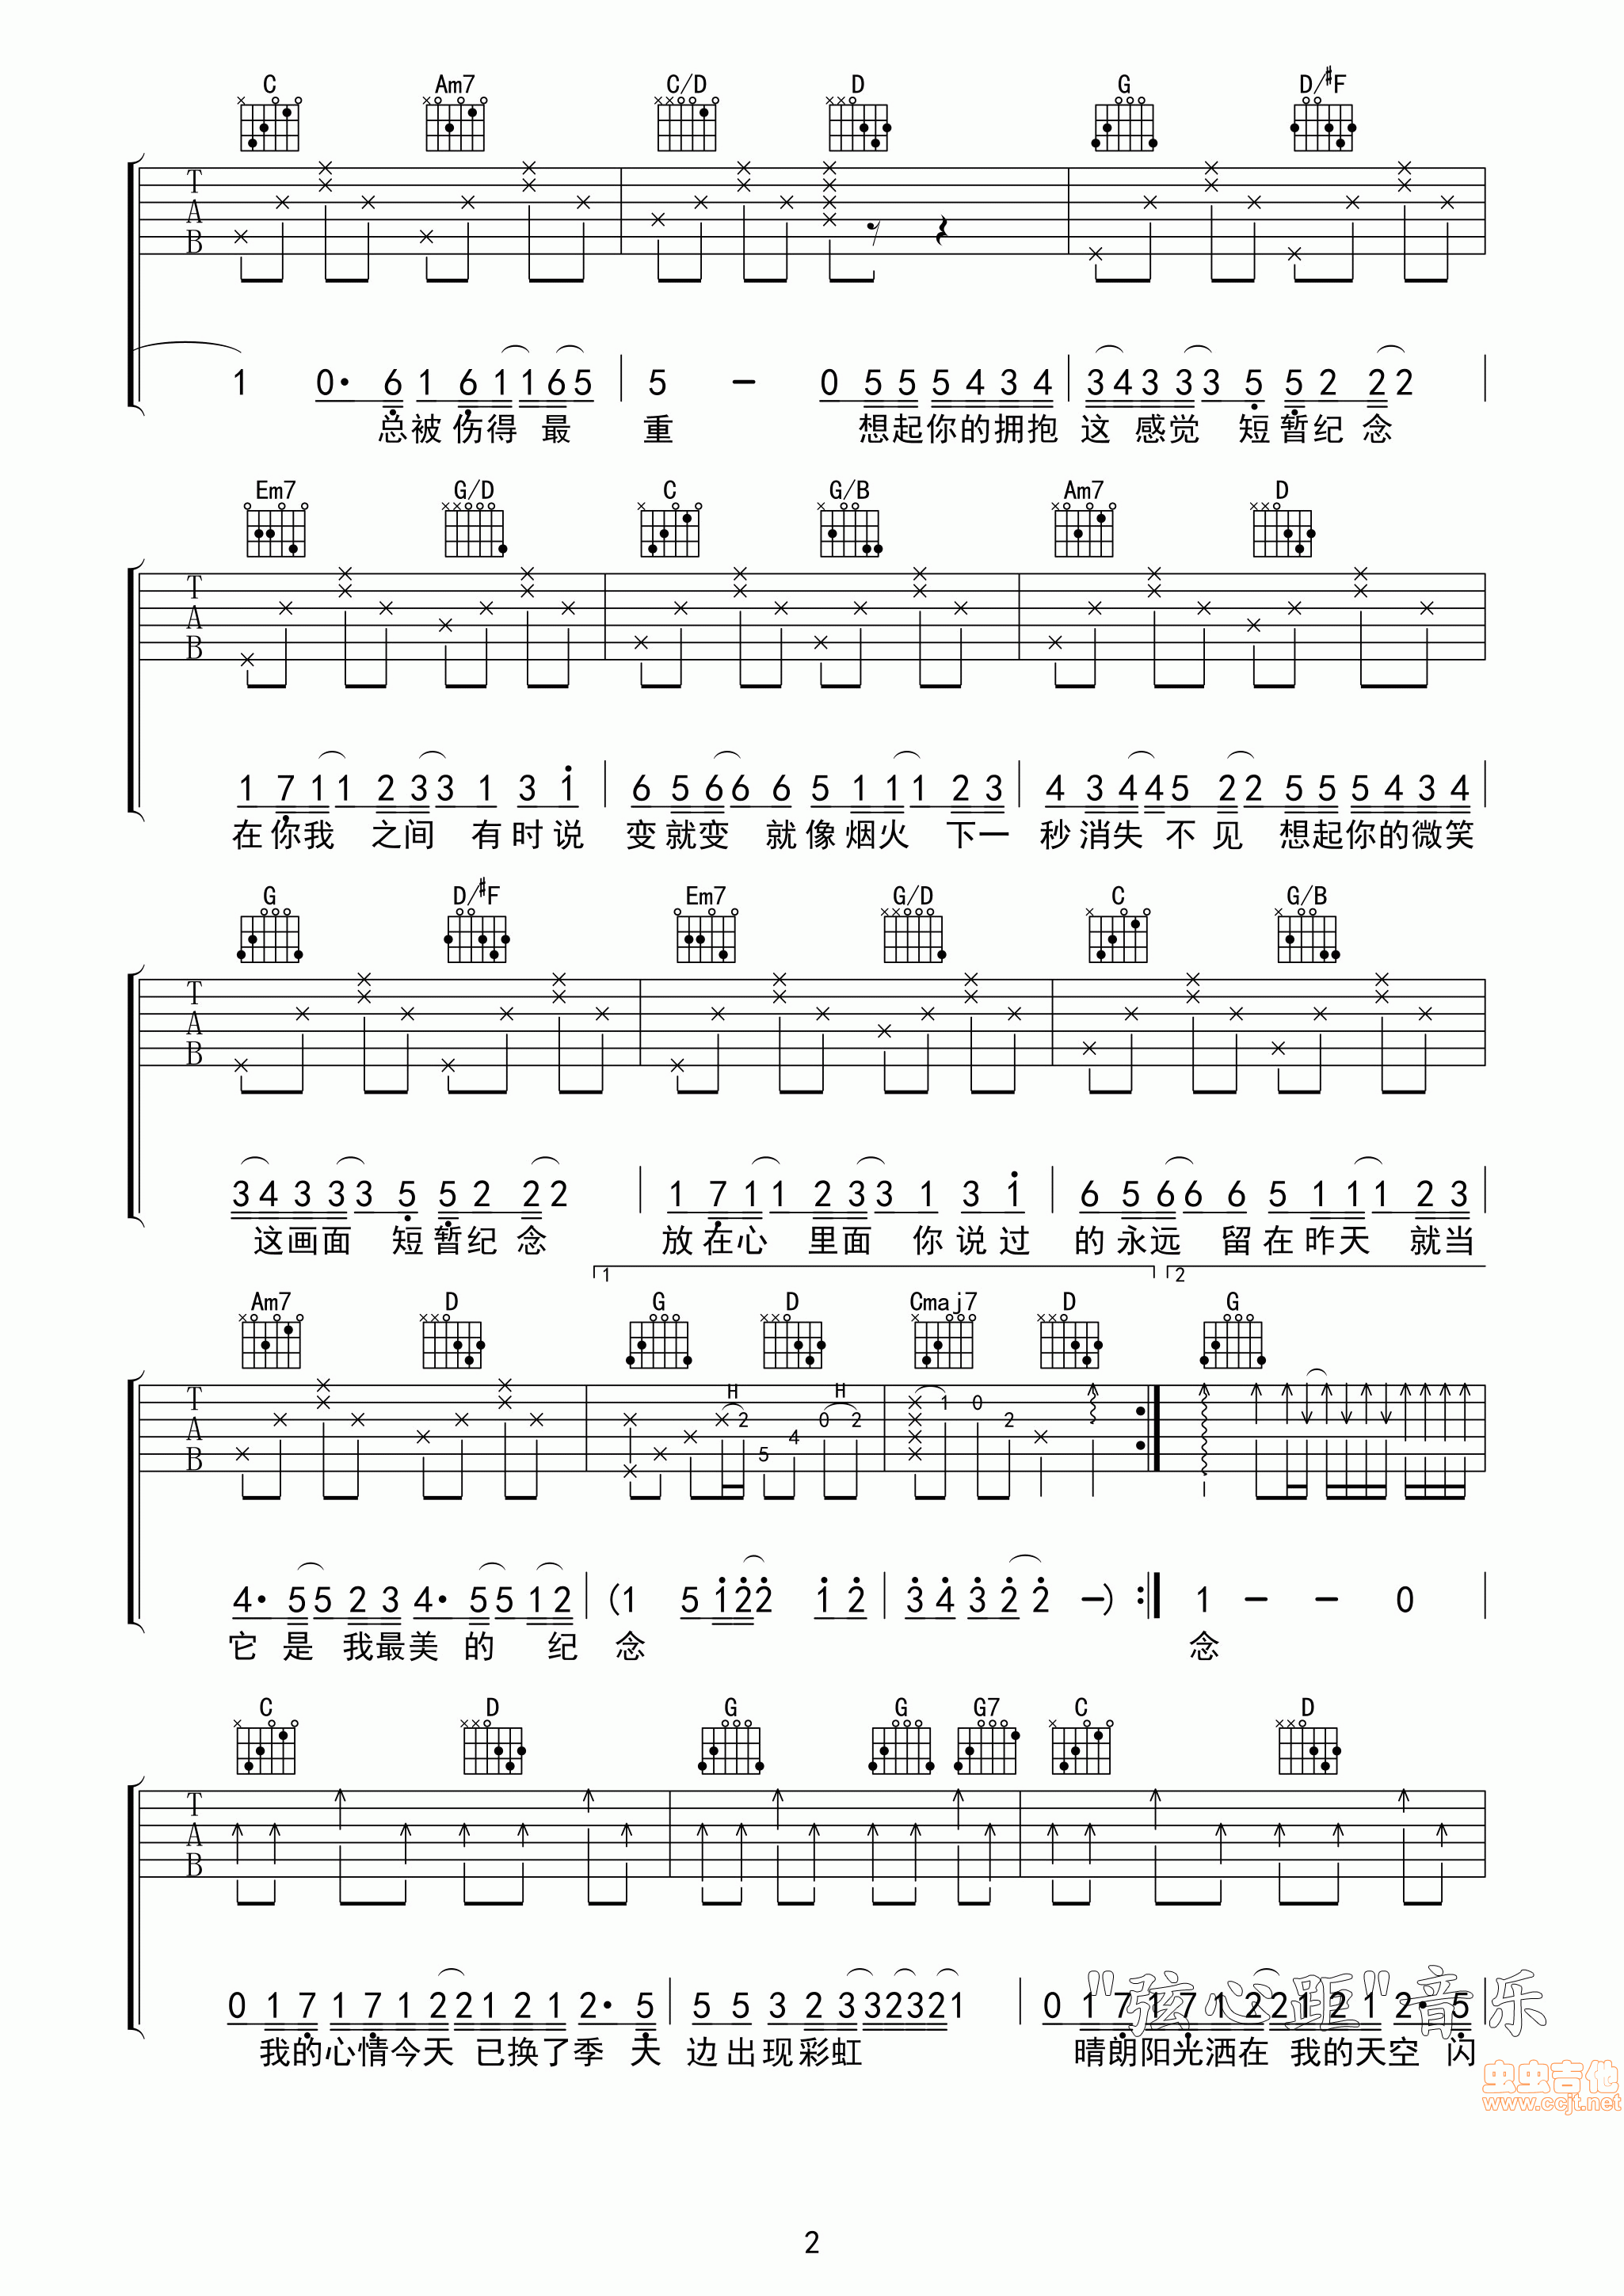 C Am7 C/D D G D/#F
T
A
B
1 0· 6 1 6 1 1 6 5 5 - 0 5 5 5 4 3 4 3 4 3 3 3 5 5 2 2 2
总被伤得最 重 想起你的拥抱 这 感觉 短暂纪 念
Em7 G/D C G/B Am7 D
T
A
B
1 7 1 1 2 3 3 1 3 1 6 5 6 6 6 5 1 1 1 2 3 4 3 4 4 5 2 2 5 5 5 4 3 4
在你我 之间 有时说 变就变 就像烟火 下一 秒消失 不见 想起你的微笑
G D/#F Em7 G/D C G/B
T
A
B
3 4 3 3 3 5 5 2 2 2 1 7 1 1 2 3 3 1 3 1 6 5 6 6 6 5 1 1 1 2 3
这画面 短暂纪 念 放在心 里面 你说过 的永远 留在昨天 就当
1 2
Am7 D G D Cmaj7 D G
H H
T
A
B
2 5 4 0 2 1 0 2
4· 5 5 2 3 4· 5 5 1 2 (1 5 1 2 2 1 2 3 4 3 2 2 -) 1 - - 0
它 是 我最美 的 纪 念 念
C D G G G7 C D
T
A
B
0 1 7 1 7 1 2 2 1 2 1 2· 5 5 5 3 2 3 3 2 3 2 1 0 1 7 1 7 1 2 2 1 2 1 2· 5
我的心情今天 已换了季 天 边出现彩虹 晴朗阳光洒在 我的天空 闪
"弦心距"音乐
虫虫吉他
www.ccjt.net
2